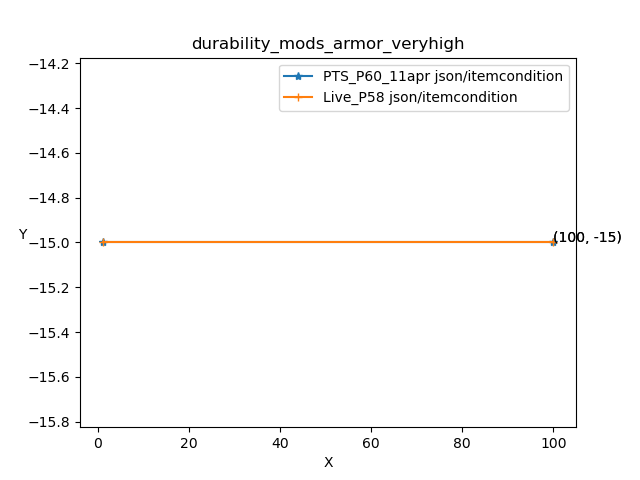 durability_mods_armor_veryhigh
PTS_P60_11apr json/itemcondition
Live_P58 json/itemcondition
−14.2
−14.4
−14.6
−14.8
Y
−15.0
(100, -15)
−15.2
−15.4
−15.6
−15.8
0 20 40 60 80 100
X